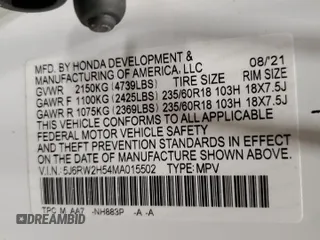 MFD. BY HONDA DEVELOPMENT &
MANUFACTURING OF AMERICA, LLC 08/'21
GVWR 2150KG (4739LBS) TIRE SIZE RIM SIZE
GAWR F 1100KG (2425LBS) 235/60R18 103H 18X7.5J
GAWR R 1075KG (2369LBS) 235/60R18 103H 18X7.5J
THIS VEHICLE CONFORMS TO ALL APPLICABLE
FEDERAL MOTOR VEHICLE SAFETY
AND THEFT PREVENTION STANDARDS IN EFFECT
ON THE DATE OF MANUFACTURE SHOWN ABOVE.
V.I.N. 5J6RW2H54MA015502 TYPE: MPV
TPG M AA7 -NH883P -A -A
DREAMBID